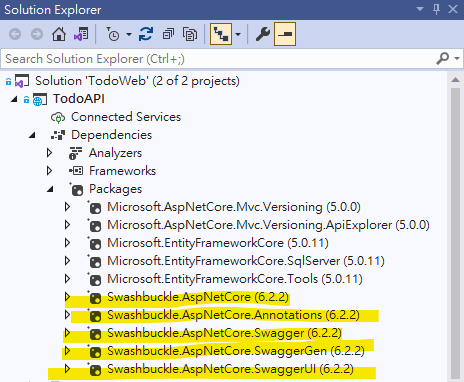 Solution Explorer
Search Solution Explorer (Ctrl+;)
Solution 'TodoWeb' (2 of 2 projects)
TodoAPI
Connected Services
Dependencies
Analyzers
Frameworks
Packages
Microsoft.AspNetCore.Mvc.Versioning (5.0.0)
Microsoft.AspNetCore.Mvc.Versioning.ApiExplorer (5.0.0)
Microsoft.EntityFrameworkCore (5.0.11)
Microsoft.EntityFrameworkCore.SqlServer (5.0.11)
Microsoft.EntityFrameworkCore.Tools (5.0.11)
Swashbuckle.AspNetCore (6.2.2)
Swashbuckle.AspNetCore.Annotations (6.2.2)
Swashbuckle.AspNetCore.Swagger (6.2.2)
Swashbuckle.AspNetCore.SwaggerGen (6.2.2)
Swashbuckle.AspNetCore.SwaggerUI (6.2.2)